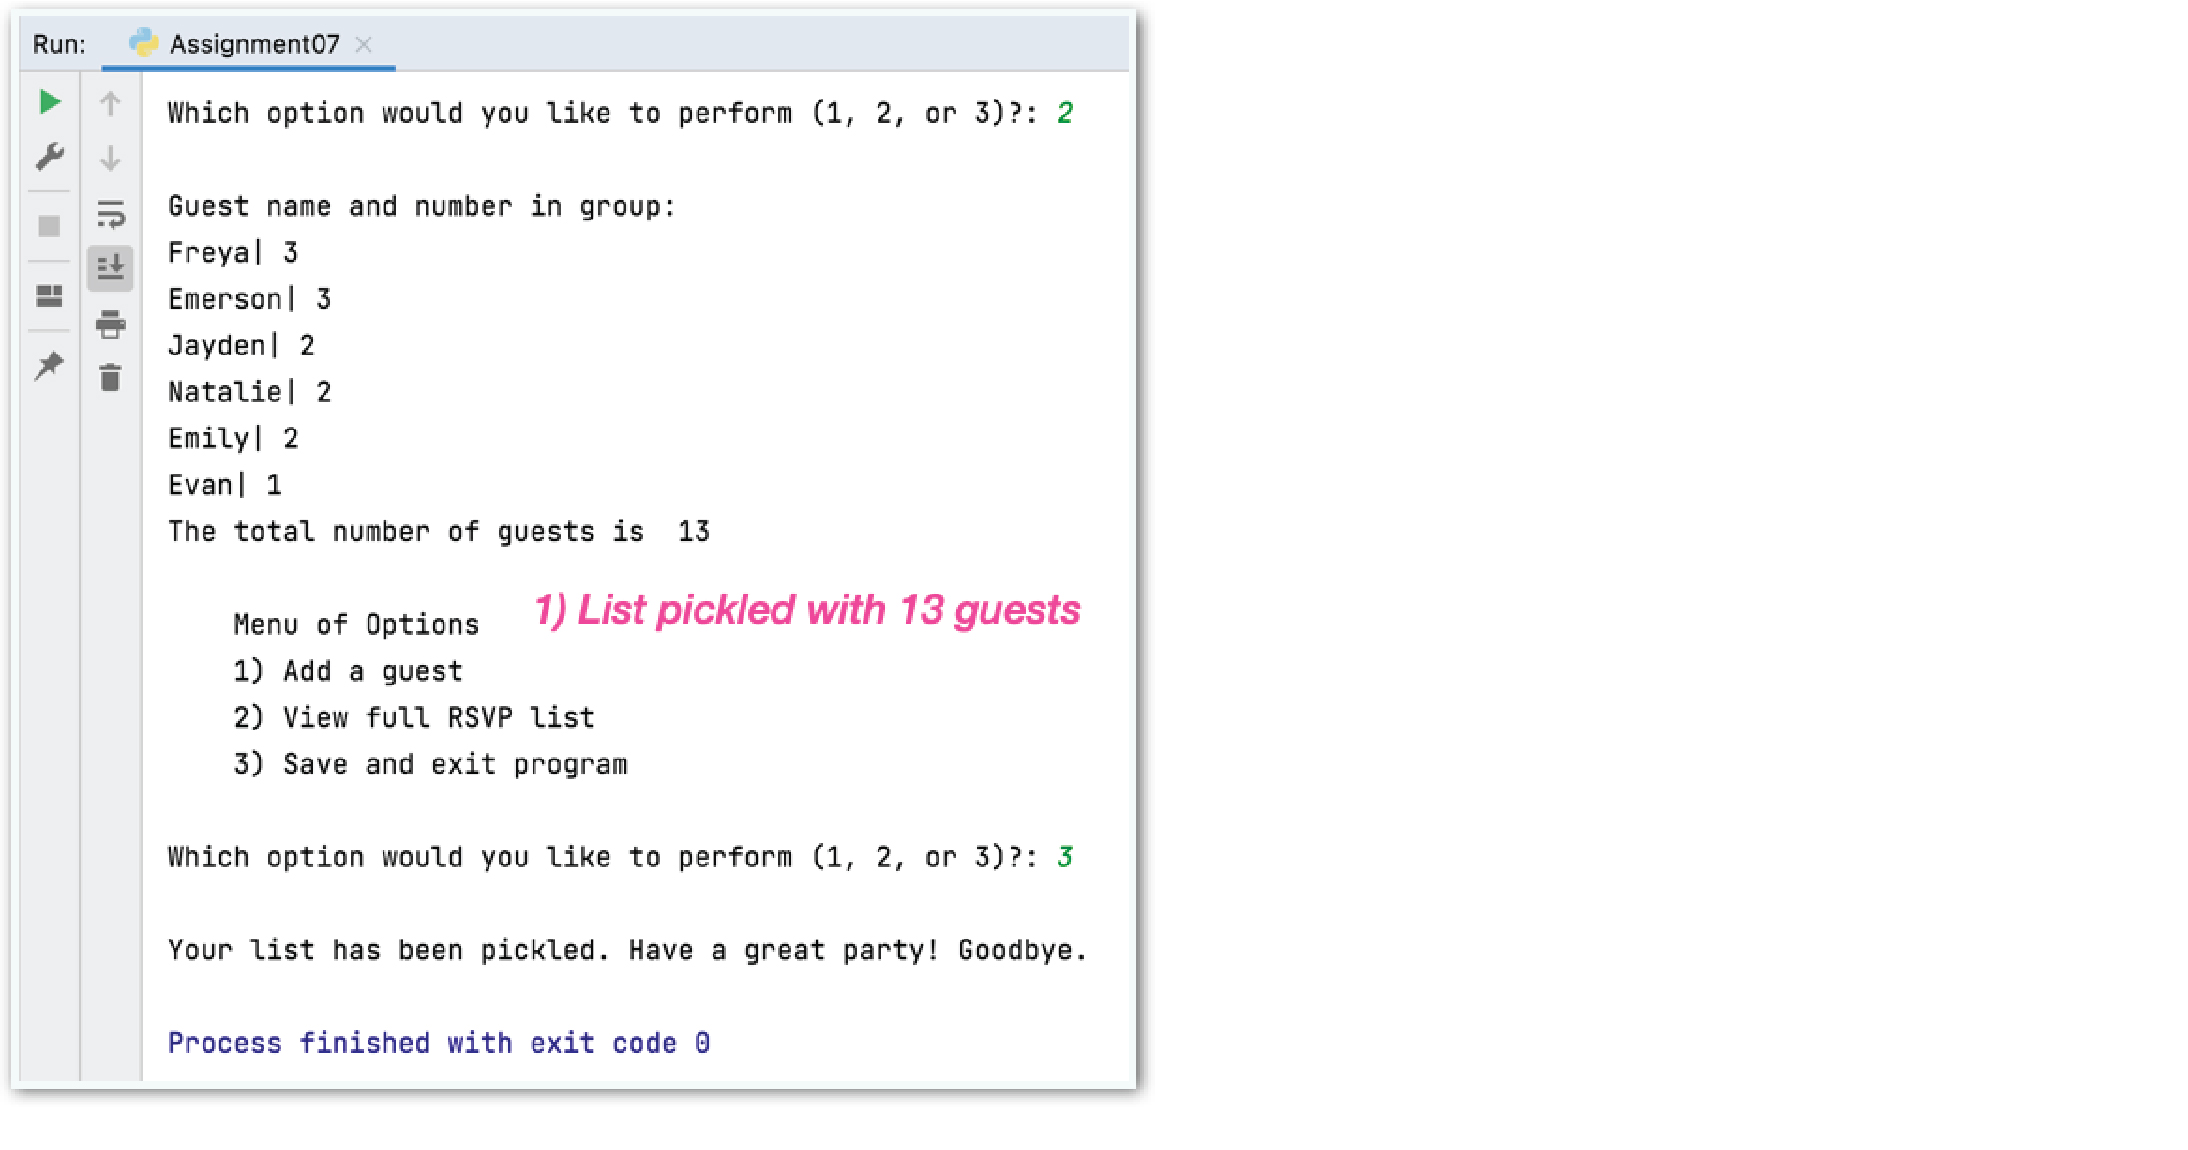 Run: Assignment07
Which option would you like to perform (1, 2, or 3)?: 2
Guest name and number in group:
Freya| 3
Emerson| 3
Jayden| 2
Natalie| 2
Emily| 2
Evan| 1
The total number of guests is  13
1) List pickled with 13 guests
Menu of Options
1) Add a guest
2) View full RSVP list
3) Save and exit program
Which option would you like to perform (1, 2, or 3)?: 3
Your list has been pickled. Have a great party! Goodbye.
Process finished with exit code 0